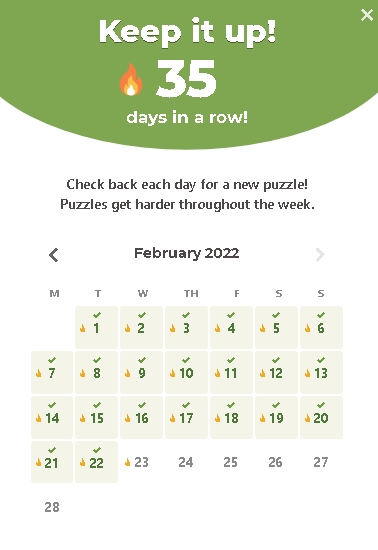 Keep it up!
35
days in a row!
Check back each day for a new puzzle!
Puzzles get harder throughout the week.
February 2022
M T W TH F S S
1 2 3 4 5 6
7 8 9 10 11 12 13
14 15 16 17 18 19 20
21 22 23 24 25 26 27
28